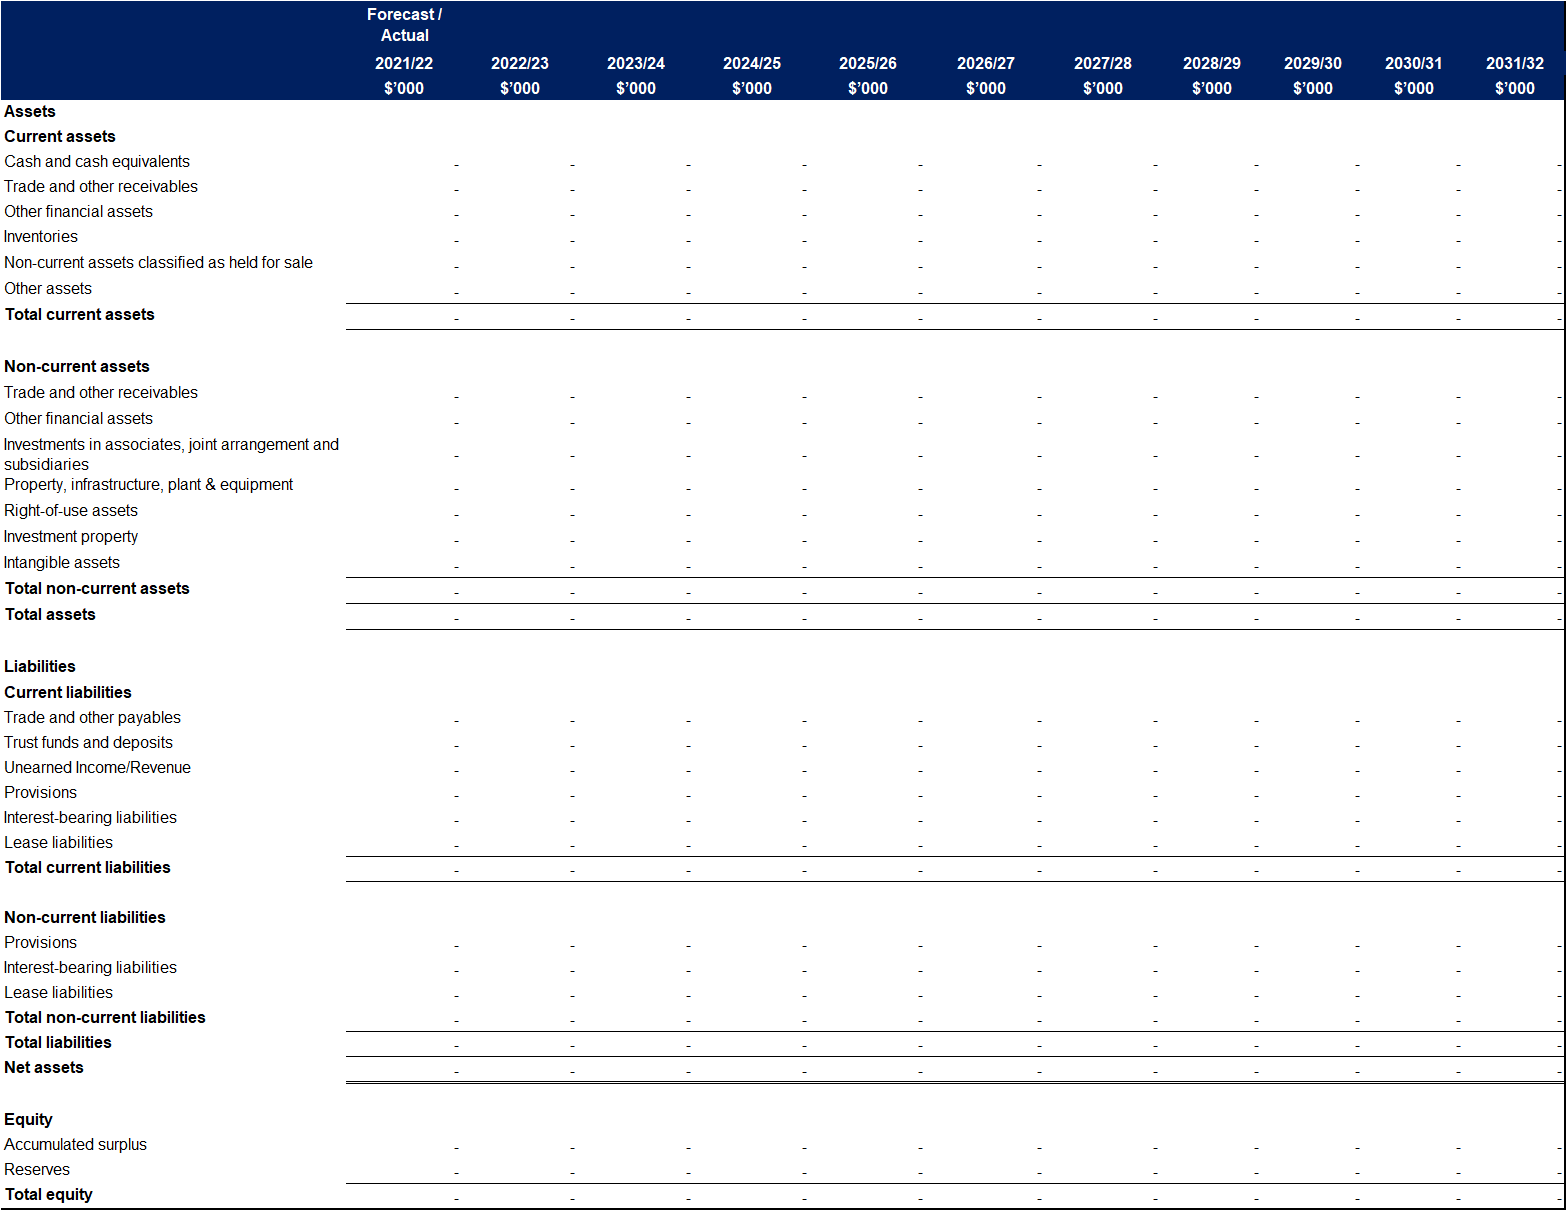 Forecast /
Actual
2021/22 2022/23 2023/24 2024/25 2025/26 2026/27 2027/28 2028/29 2029/30 2030/31 2031/32
$’000 $’000 $’000 $’000 $’000 $’000 $’000 $’000 $’000 $’000 $’000
Assets
Current assets
Cash and cash equivalents - - - - - - - - - - -
Trade and other receivables - - - - - - - - - - -
Other financial assets - - - - - - - - - - -
Inventories - - - - - - - - - - -
Non-current assets classified as held for sale - - - - - - - - - - -
Other assets - - - - - - - - - - -
Total current assets - - - - - - - - - - -
Non-current assets
Trade and other receivables - - - - - - - - - - -
Other financial assets - - - - - - - - - - -
Investments in associates, joint arrangement and
subsidiaries - - - - - - - - - - -
Property, infrastructure, plant & equipment - - - - - - - - - - -
Right-of-use assets - - - - - - - - - - -
Investment property - - - - - - - - - - -
Intangible assets - - - - - - - - - - -
Total non-current assets - - - - - - - - - - -
Total assets - - - - - - - - - - -
Liabilities
Current liabilities
Trade and other payables - - - - - - - - - - -
Trust funds and deposits - - - - - - - - - - -
Unearned Income/Revenue - - - - - - - - - - -
Provisions - - - - - - - - - - -
Interest-bearing liabilities - - - - - - - - - - -
Lease liabilities - - - - - - - - - - -
Total current liabilities - - - - - - - - - - -
Non-current liabilities
Provisions - - - - - - - - - - -
Interest-bearing liabilities - - - - - - - - - - -
Lease liabilities - - - - - - - - - - -
Total non-current liabilities - - - - - - - - - - -
Total liabilities - - - - - - - - - - -
Net assets - - - - - - - - - - -
Equity
Accumulated surplus - - - - - - - - - - -
Reserves - - - - - - - - - - -
Total equity - - - - - - - - - - -